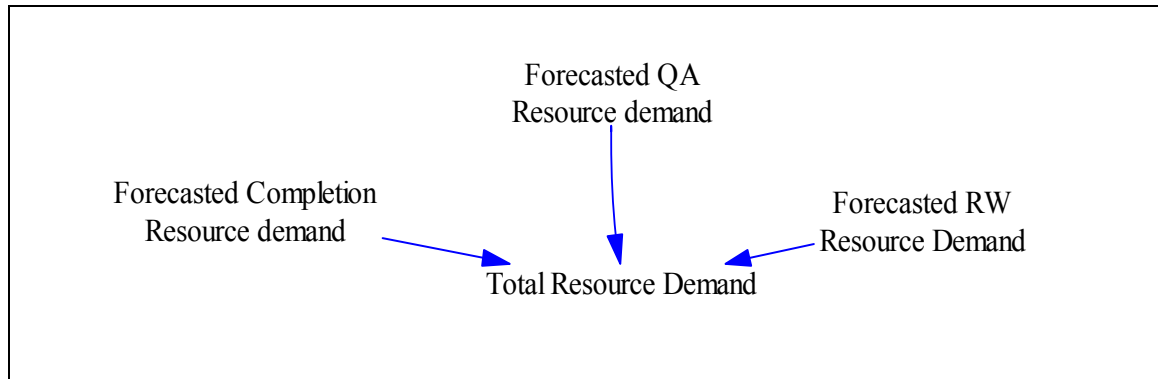 Forecasted QA
Resource demand
Forecasted Completion
Resource demand
Forecasted RW
Resource Demand
Total Resource Demand